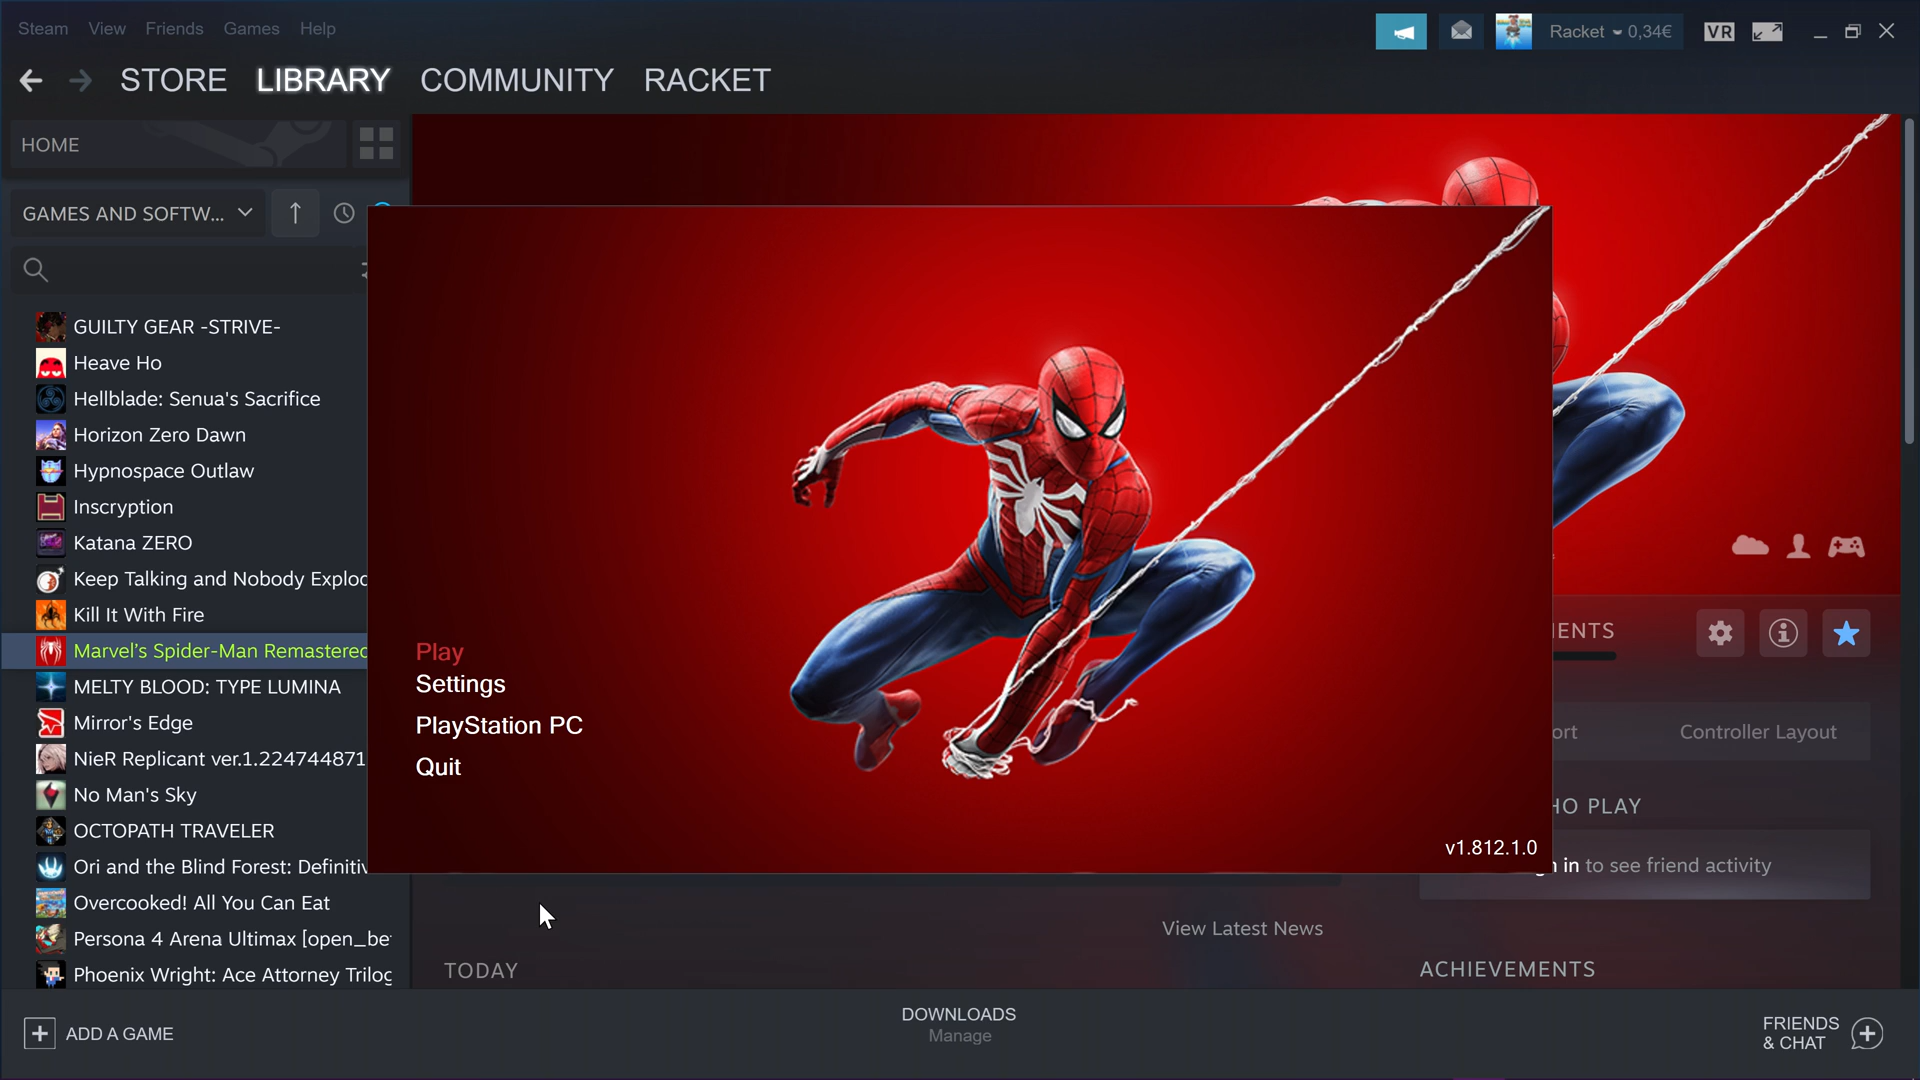 Steam View Friends Games Help
Racket 0,34€
VR
STORE LIBRARY COMMUNITY RACKET
HOME
GAMES AND SOFTW...
GUILTY GEAR -STRIVE-
Heave Ho
Hellblade: Senua's Sacrifice
Horizon Zero Dawn
Hypnospace Outlaw
Inscryption
Katana ZERO
Keep Talking and Nobody Exploc
Kill It With Fire
Marvel's Spider-Man Remastered
MELTY BLOOD: TYPE LUMINA
Mirror's Edge
NieR Replicant ver.1.224744871
No Man's Sky
OCTOPATH TRAVELER
Ori and the Blind Forest: Definitiv
Overcooked! All You Can Eat
Persona 4 Arena Ultimax [open_be
Phoenix Wright: Ace Attorney Trilog
Play
Settings
PlayStation PC
Quit
v1.812.1.0
ENTS
ort Controller Layout
HO PLAY
in to see friend activity
View Latest News
TODAY
ACHIEVEMENTS
ADD A GAME
DOWNLOADS
Manage
FRIENDS
& CHAT